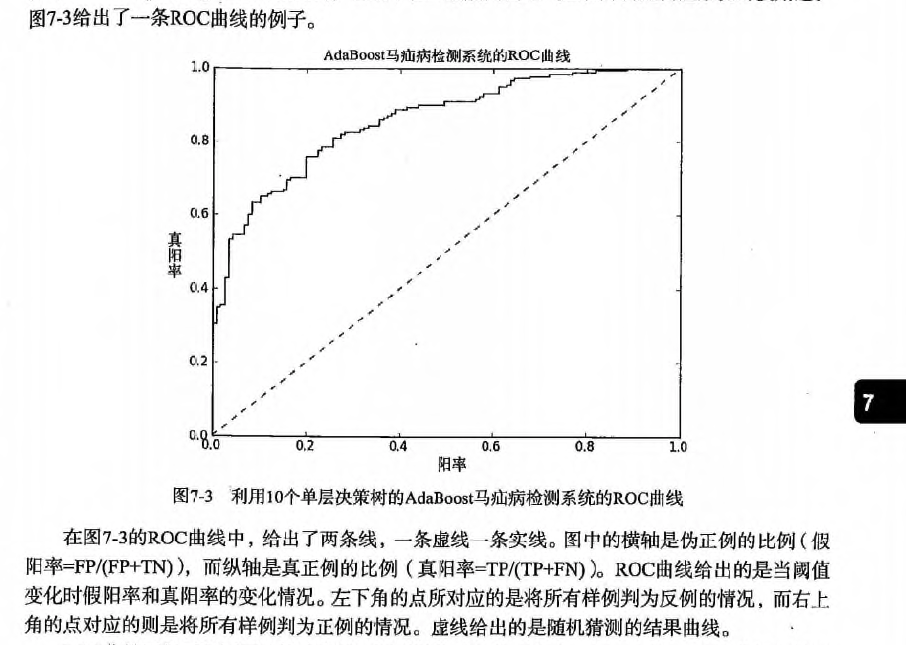 图7-3给出了一条ROC曲线的例子。
AdaBoost马疝病检测系统的ROC曲线
1.0
0.8
0.6
真阳率
0.4
0.2
0.0
0.0 0.2 0.4 0.6 0.8 1.0
阳率
7
图7-3 利用10个单层决策树的AdaBoost马疝病检测系统的ROC曲线
在图7-3的ROC曲线中，给出了两条线，一条虚线一条实线。图中的横轴是伪正例的比例（假
阳率=FP/(FP+TN)），而纵轴是真正例的比例（真阳率=TP/(TP+FN)）。ROC曲线给出的是当阈值
变化时假阳率和真阳率的变化情况。左下角的点所对应的是将所有样例判为反例的情况，而右上
角的点对应的则是将所有样例判为正例的情况。虚线给出的是随机猜测的结果曲线。